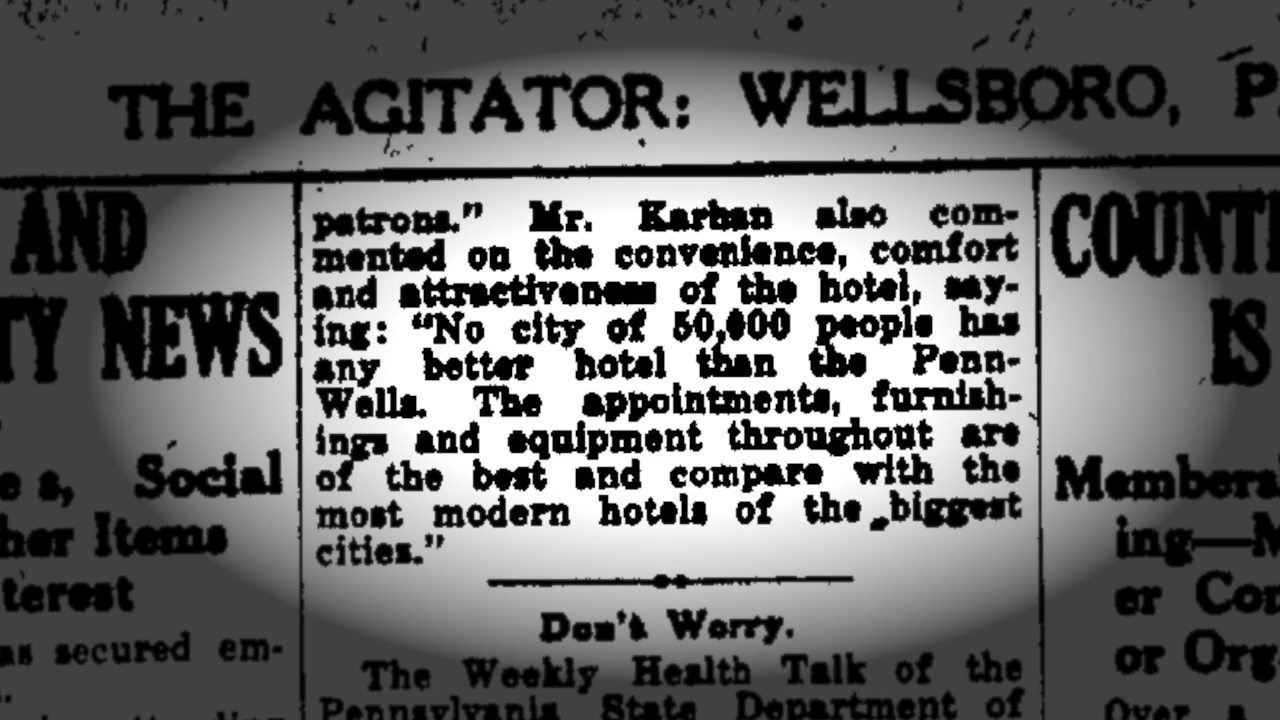 THE AGITATOR: WELLSBORO, P
AND
TY NEWS
e s, Social
her Items
terest
as secured em-
patrons." Mr. Karhan also com-
mented on the convenience, comfort
and attractiveness of the hotel, say-
ing: "No city of 50,000 people has
any better hotel than the Penn-
Wells. The appointments, furnish-
ings and equipment throughout are
of the best and compare with the
most modern hotels of the biggest
cities."
Don't Worry.
The Weekly Health Talk of the
Pennsylvania State Department of
COUNT
IS
Members
ing—M
er Con
or Org
Over a